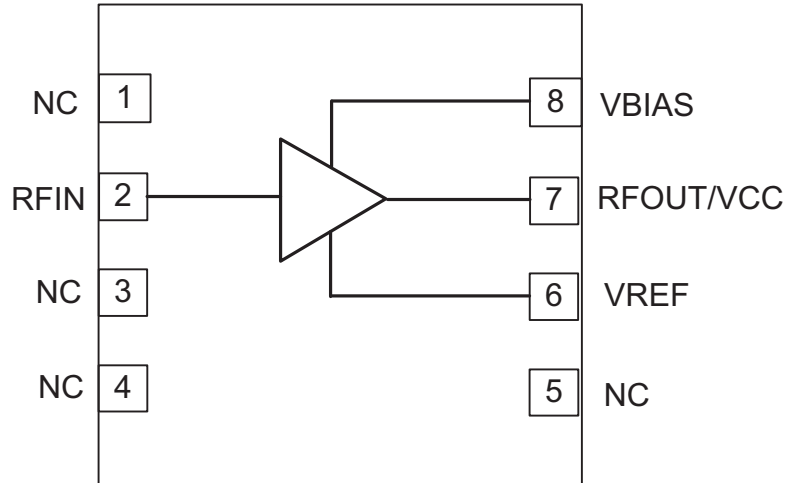 NC 1
RFIN 2
NC 3
NC 4
8 VBIAS
7 RFOUT/VCC
6 VREF
5 NC